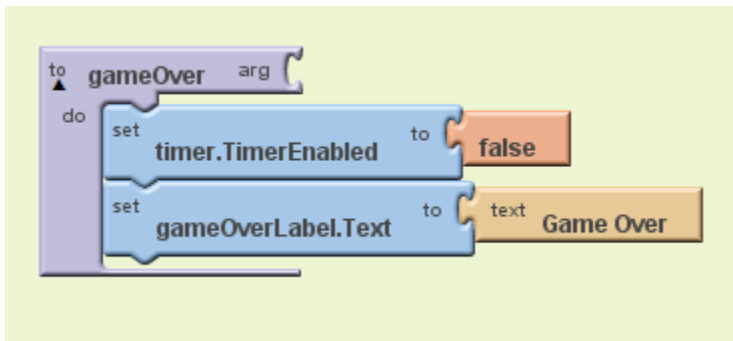 to gameOver arg
do
set timer.TimerEnabled to false
set gameOverLabel.Text to text Game Over